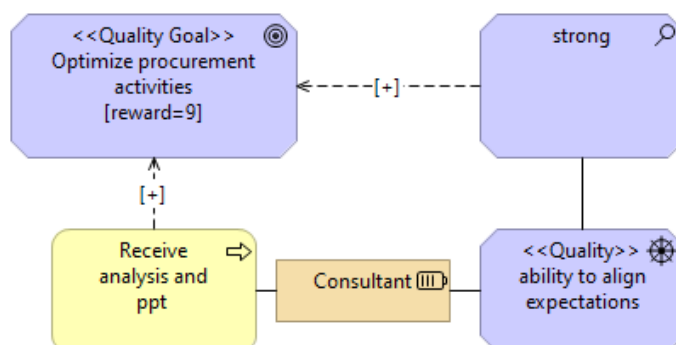 <<Quality Goal>>
Optimize procurement
activities
[reward=9]
strong
[+]
[+]
Receive
analysis and
ppt
Consultant
<<Quality>>
ability to align
expectations